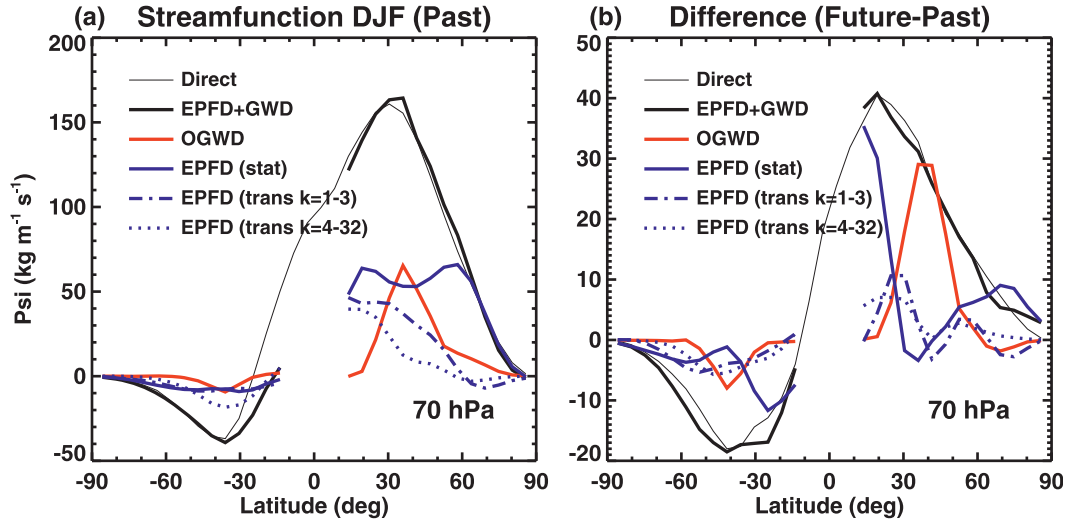 (a) Streamfunction DJF (Past)
200
150
100
50
0
-50
Psi (kg m⁻¹ s⁻¹)
Direct
EPFD+GWD
OGWD
EPFD (stat)
EPFD (trans k=1-3)
EPFD (trans k=4-32)
70 hPa
-90 -60 -30 0 30 60 90
Latitude (deg)
(b) Difference (Future-Past)
50
40
30
20
10
0
-10
-20
Direct
EPFD+GWD
OGWD
EPFD (stat)
EPFD (trans k=1-3)
EPFD (trans k=4-32)
70 hPa
-90 -60 -30 0 30 60 90
Latitude (deg)